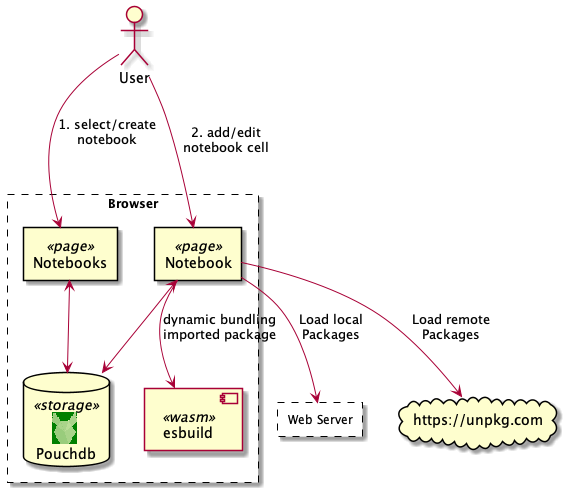 User
1. select/create
notebook
2. add/edit
notebook cell
Browser
«page»
Notebooks
«page»
Notebook
dynamic bundling
imported package
Load local
Packages
Load remote
Packages
«storage»
Pouchdb
«wasm»
esbuild
Web Server
https://unpkg.com